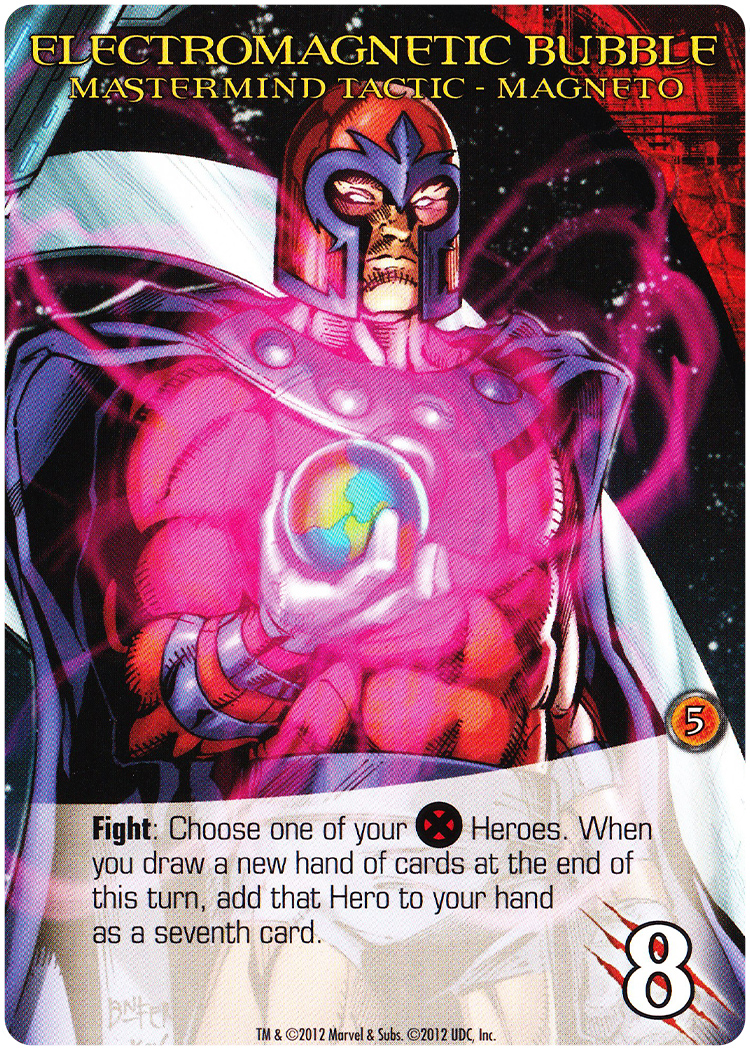 ELECTROMAGNETIC BUBBLE
MASTERMIND TACTIC - MAGNETO
5
Fight: Choose one of your Heroes. When
you draw a new hand of cards at the end of
this turn, add that Hero to your hand
as a seventh card.
8
TM & ©2012 Marvel & Subs. ©2012 UDC, Inc.